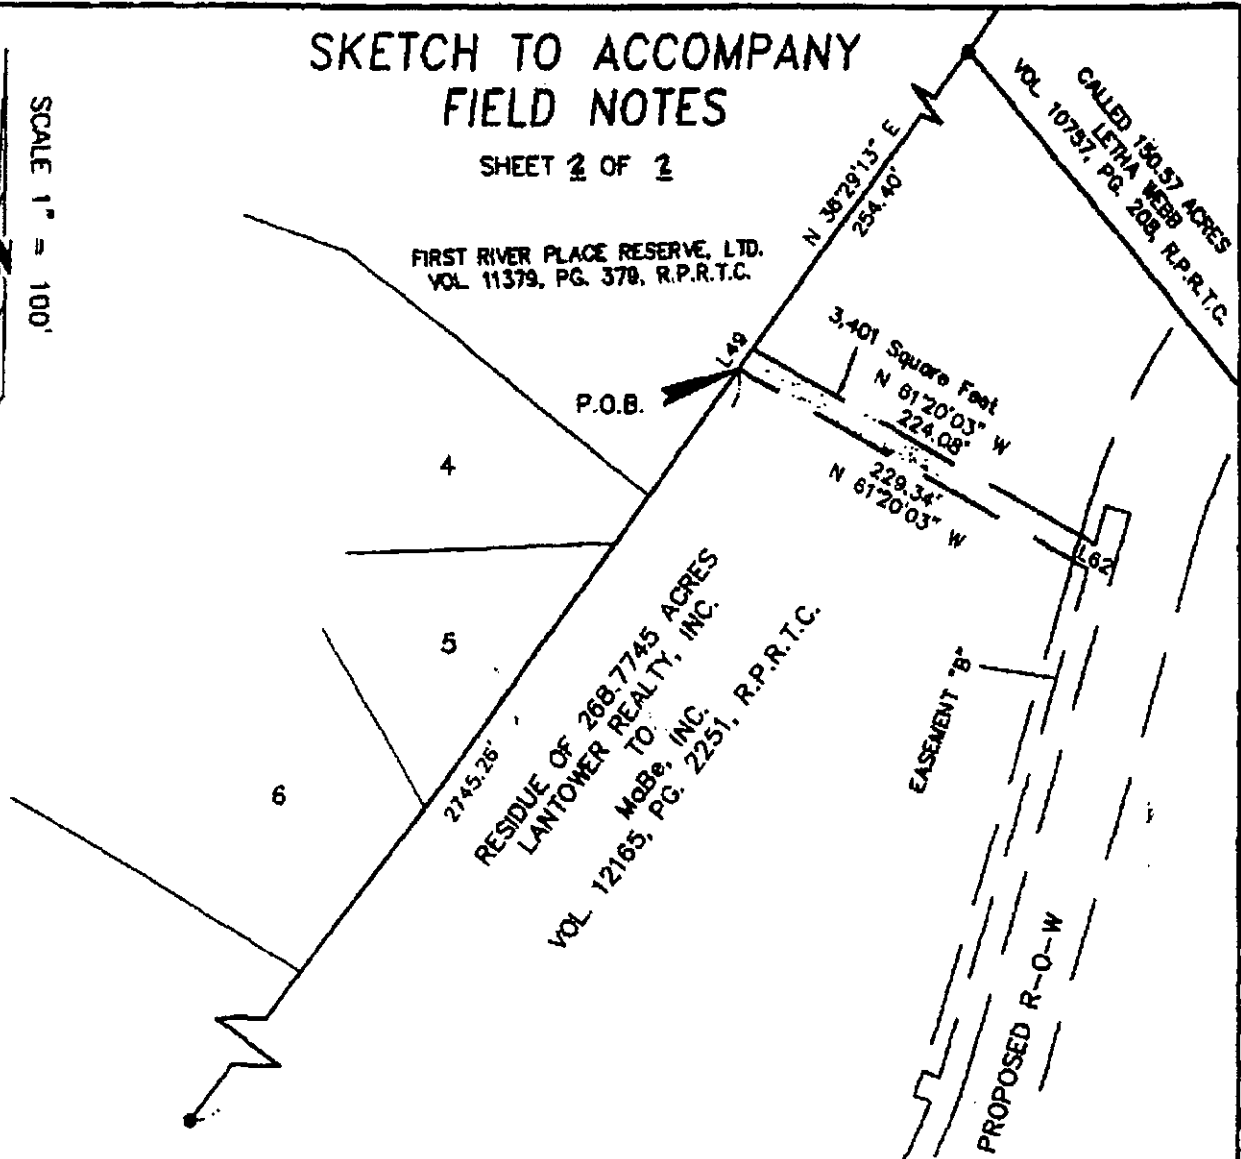 SKETCH TO ACCOMPANY
FIELD NOTES
SHEET 2 OF 2
SCALE 1" = 100'
FIRST RIVER PLACE RESERVE, LTD.
VOL 11379, PG. 379, R.P.R.T.C.
CALLED 150.57 ACRES
LETHA WEBB
VOL 10757, PG. 208, R.P.R.T.C.
N 36°29'13" E
254.40'
L49
P.O.B.
3,401 Square Feet
N 61°20'03" W
224.08'
229.34'
N 61°20'03" W
L62
4
5
6
2745.26'
RESIDUE OF 268.7745 ACRES
LANTOWER REALTY, INC.
TO
MaBe, INC.
VOL. 12165, PG. 2251, R.P.R.T.C.
EASEMENT "B"
PROPOSED R-O-W